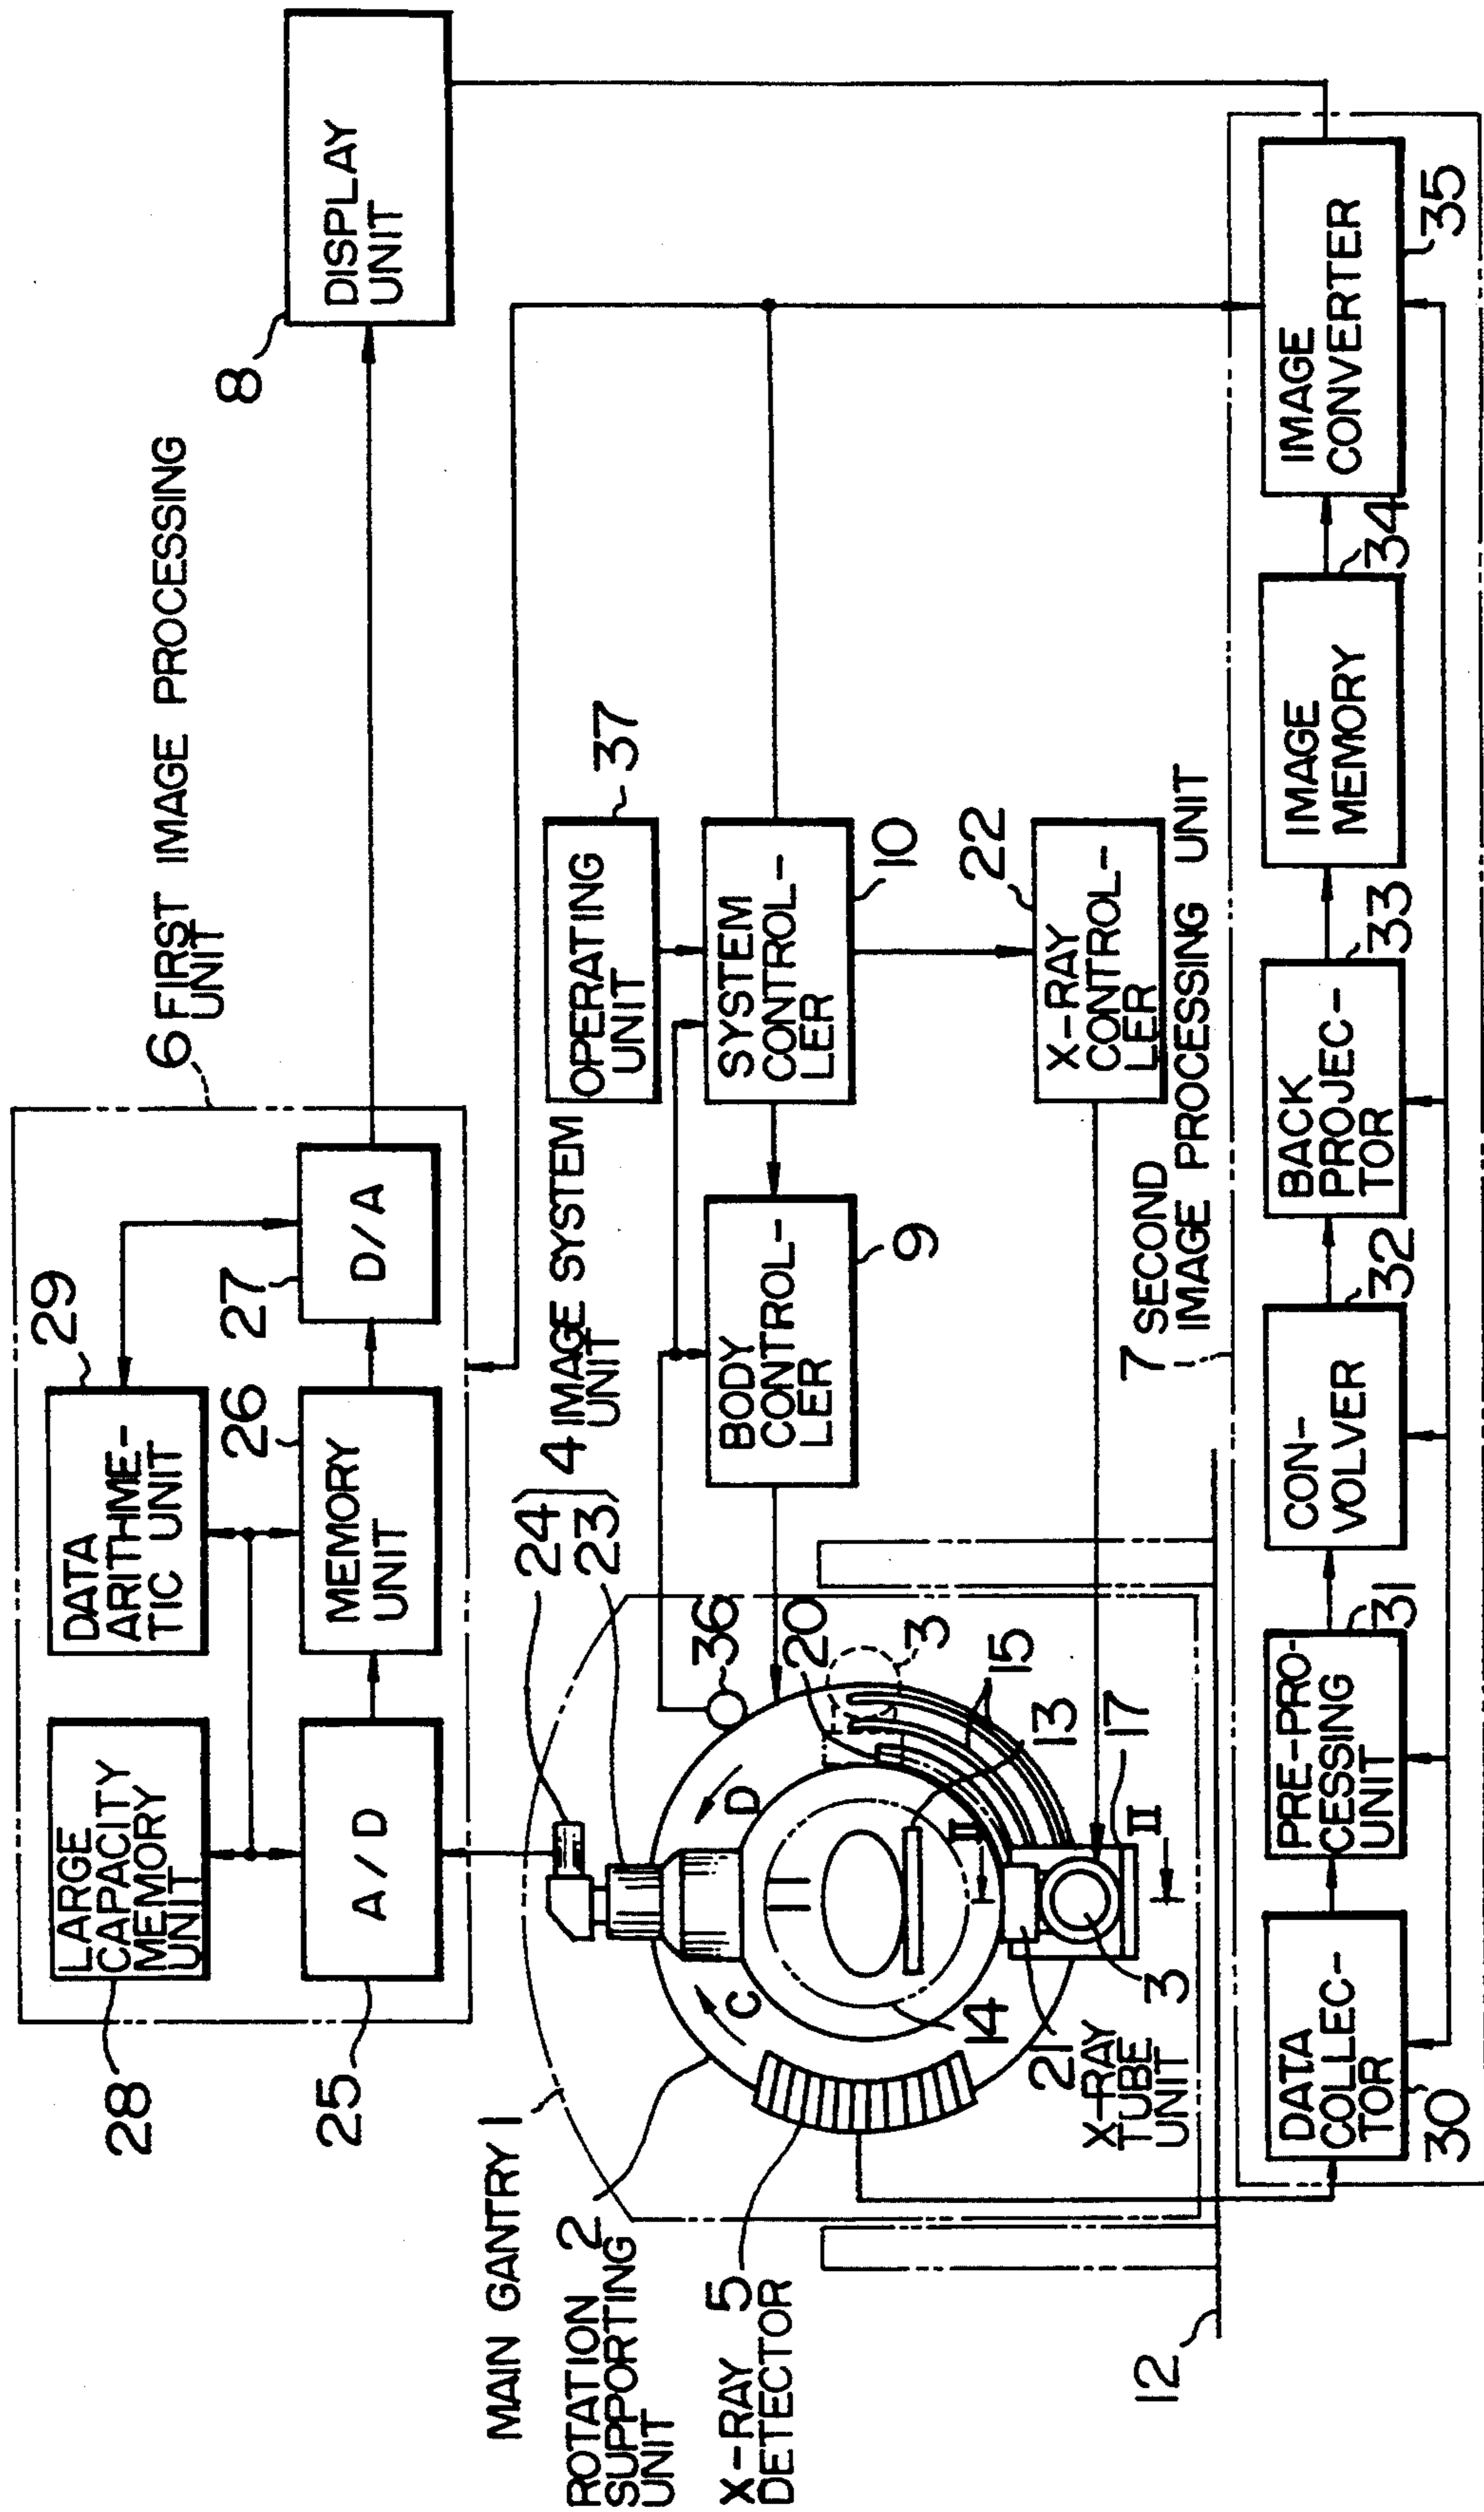 8
DISPLAY
UNIT
6 FIRST IMAGE PROCESSING
UNIT
29
DATA
ARITHME-
TIC UNIT
27
D/A
26
MEMORY
UNIT
28
LARGE
CAPACITY
MEMORY
UNIT
25
A/D
37
OPERATING
UNIT
10
SYSTEM
CONTROL-
LER
22
X-RAY
CONTROL-
LER
9
BODY
CONTROL-
LER
24
23
4 IMAGE SYSTEM
UNIT
MAIN GANTRY 1
ROTATION 2
SUPPORTING
UNIT
X-RAY 5
DETECTOR
36
20
3
15
13
17
D
C
II
II
14
21
3
X-RAY
TUBE
UNIT
12
7 SECOND
IMAGE PROCESSING UNIT
DATA
COLLEC-
TOR
30
PRE-PRO-
CESSING
UNIT
31
CON-
VOLVER
32
BACK
PROJEC-
TOR
33
IMAGE
MEMORY
34
IMAGE
CONVERTER
35